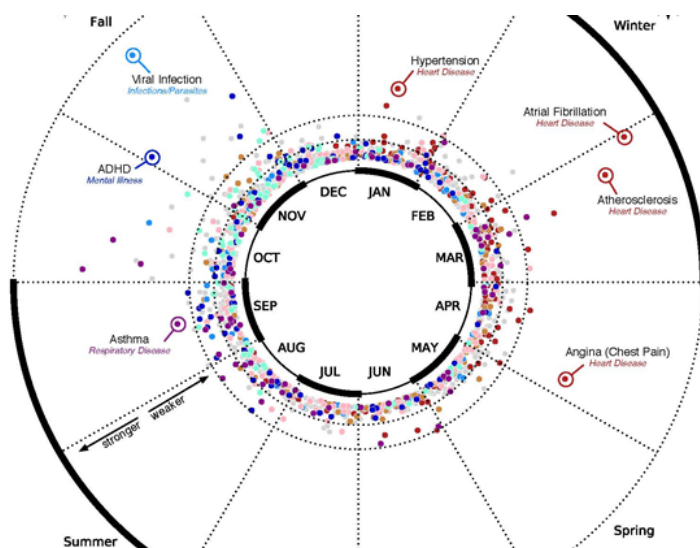 Fall
Winter
Viral Infection
Infections/Parasites
Hypertension
Heart Disease
Atrial Fibrillation
Heart Disease
ADHD
Mental Illness
Atherosclerosis
Heart Disease
DEC
JAN
NOV
FEB
OCT
MAR
SEP
APR
AUG
MAY
JUL
JUN
Asthma
Respiratory Disease
Angina (Chest Pain)
Heart Disease
stronger weaker
Summer
Spring